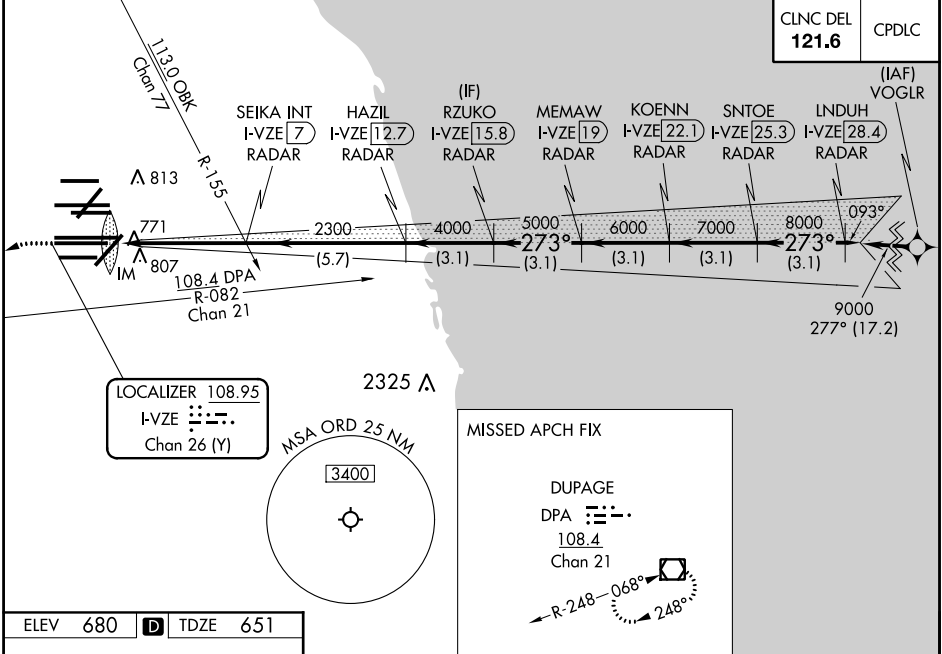 CLNC DEL
121.6
CPDLC
113.0 OBK
Chan 77
R-155
SEIKA INT
I-VZE 7
RADAR
HAZIL
I-VZE 12.7
RADAR
(IF)
RZUKO
I-VZE 15.8
RADAR
MEMAW
I-VZE 19
RADAR
KOENN
I-VZE 22.1
RADAR
SNTOE
I-VZE 25.3
RADAR
LNDUH
I-VZE 28.4
RADAR
(IAF)
VOGLR
813
771
807
IM
2300
4000
5000
6000
7000
8000
093°
273°
273°
(5.7)
(3.1)
(3.1)
(3.1)
(3.1)
(3.1)
9000
277° (17.2)
108.4 DPA
R-082
Chan 21
LOCALIZER 108.95
I-VZE
Chan 26 (Y)
2325
MSA ORD 25 NM
3400
MISSED APCH FIX
DUPAGE
DPA
108.4
Chan 21
R-248
068°
248°
ELEV 680 D TDZE 651